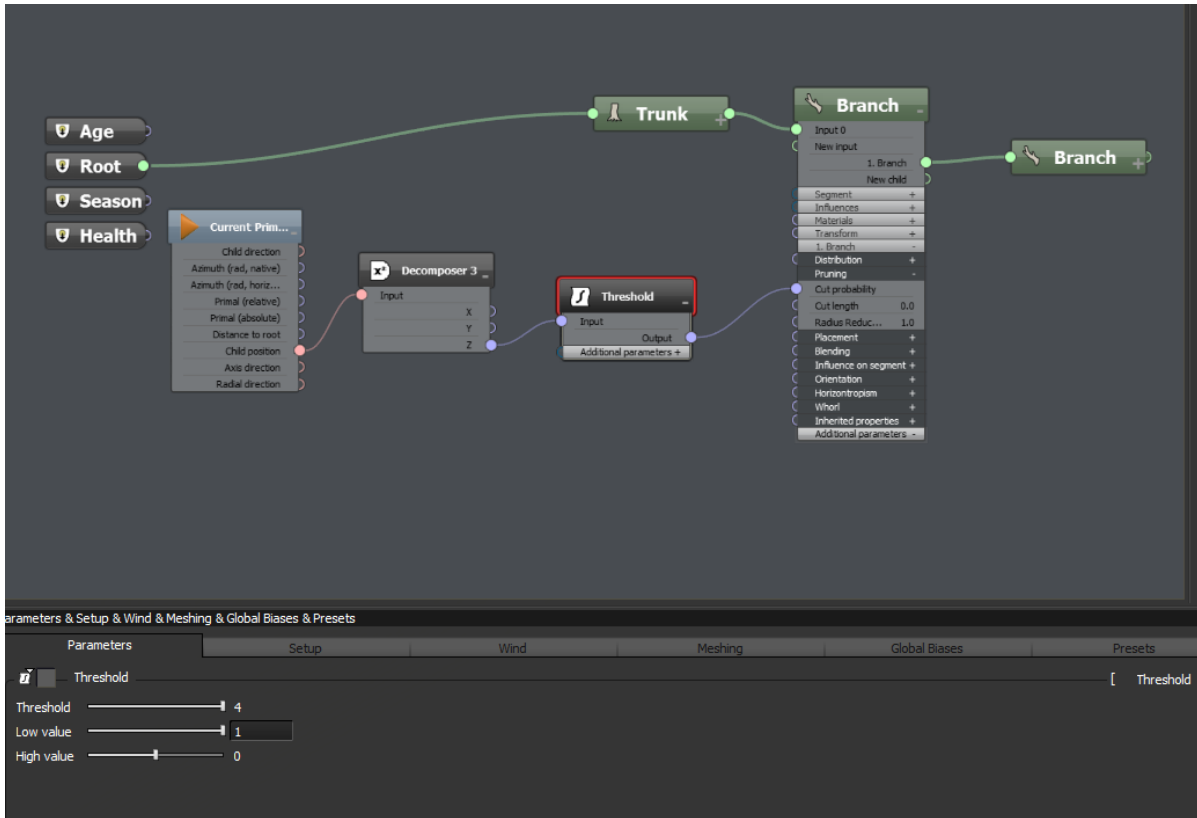 Age
Root
Season
Health
Current Prim...
Child direction
Azimuth (rad, native)
Azimuth (rad, horiz...
Primal (relative)
Primal (absolute)
Distance to root
Child position
Axis direction
Radial direction
Decomposer 3
Input
X
Y
Z
Threshold
Input
Output
Additional parameters +
Trunk
Branch
Input 0
New input
1. Branch
New child
Segment +
Influences +
Materials +
Transform +
1. Branch -
Distribution +
Pruning -
Cut probability
Cut length 0.0
Radius Reduc... 1.0
Placement +
Blending +
Influence on segment +
Orientation +
Horizontropism +
Whorl +
Inherited properties +
Additional parameters -
Branch
arameters & Setup & Wind & Meshing & Global Biases & Presets
Parameters Setup Wind Meshing Global Biases Presets
Threshold [ Threshold
Threshold 4
Low value 1
High value 0